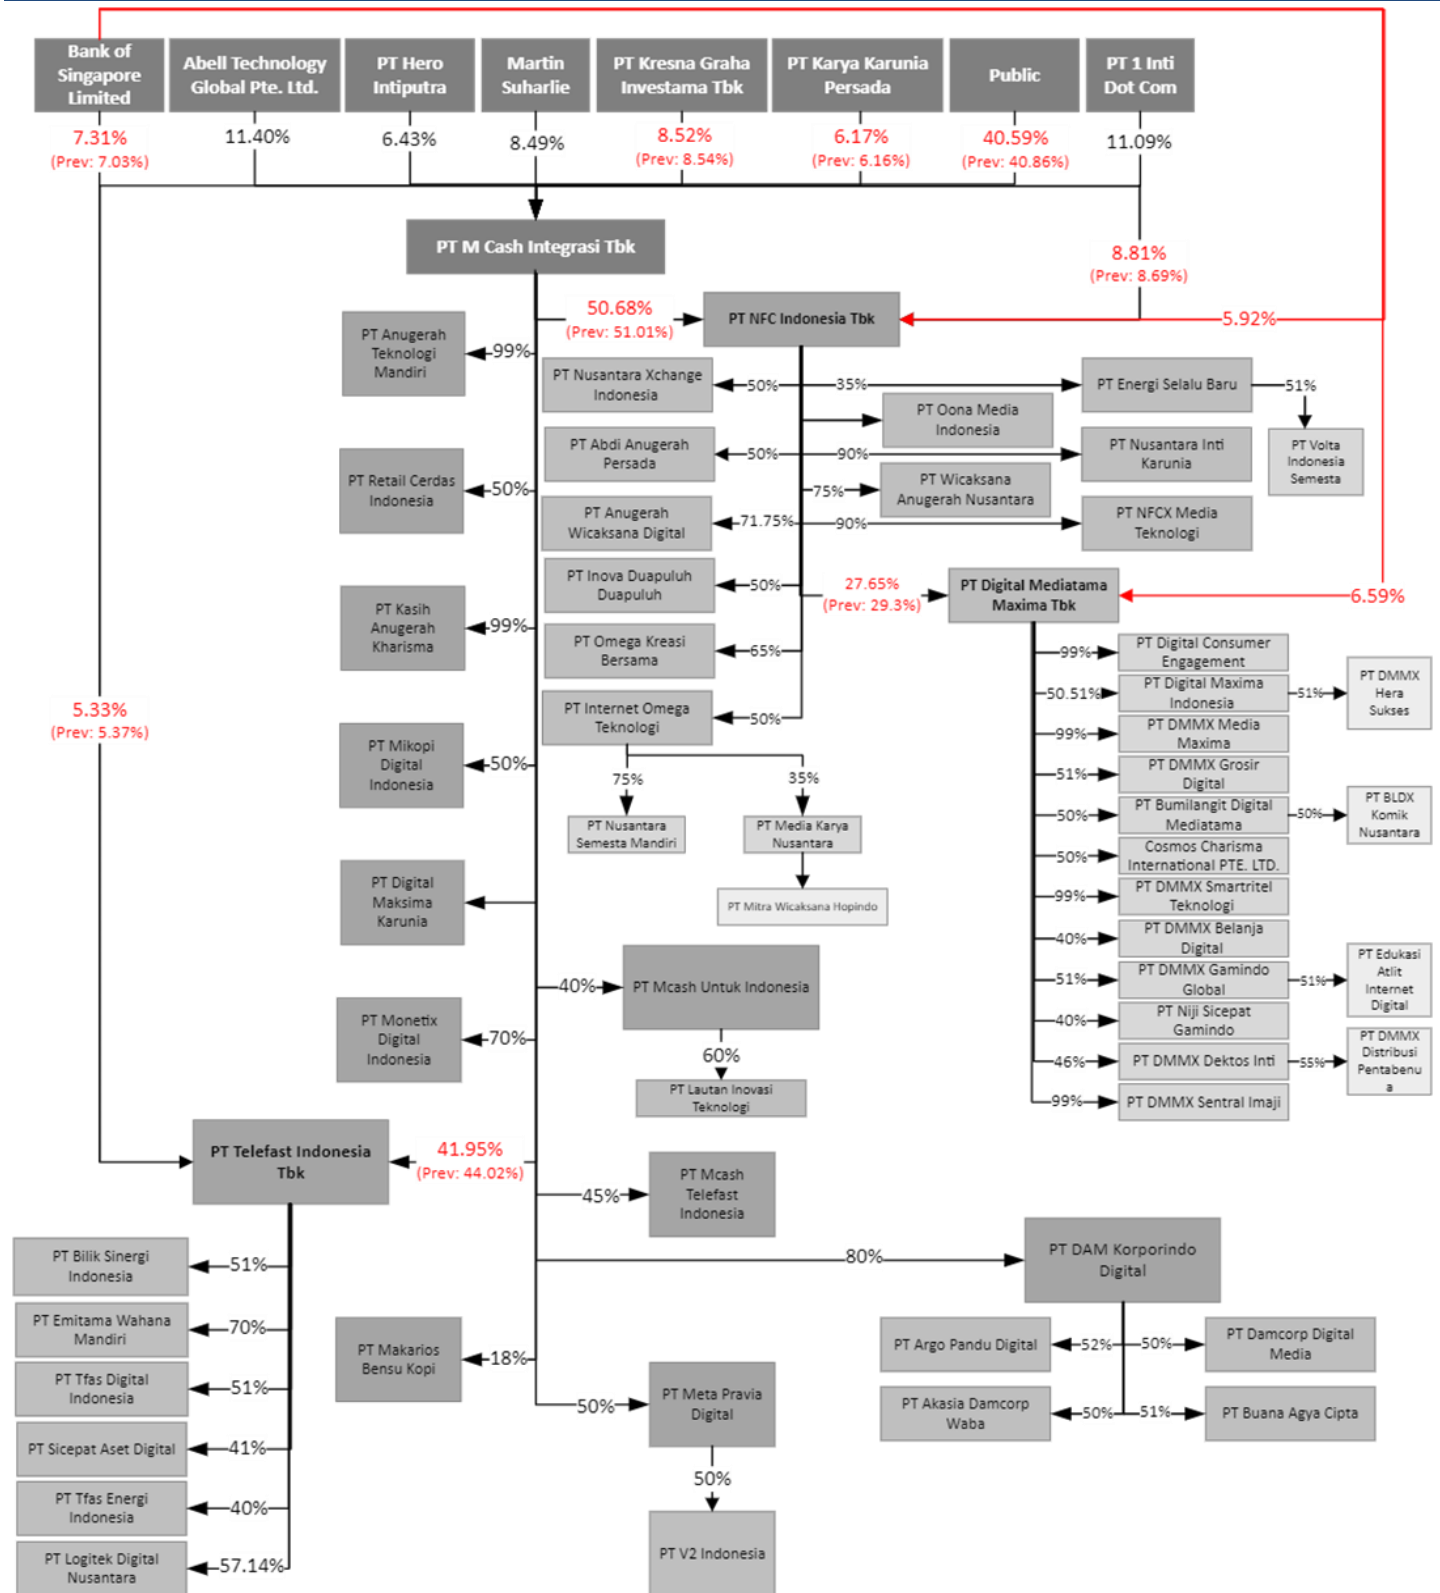 Bank of
Singapore
Limited
Abell Technology
Global Pte. Ltd.
PT Hero
Intiputra
Martin
Suharlie
PT Kresna Graha
Investama Tbk
PT Karya Karunia
Persada
Public
PT 1 Inti
Dot Com
7.31%
(Prev: 7.03%)
11.40%
6.43%
8.49%
8.52%
(Prev: 8.54%)
6.17%
(Prev: 6.16%)
40.59%
(Prev: 40.86%)
11.09%
PT M Cash Integrasi Tbk
8.81%
(Prev: 8.69%)
50.68%
(Prev: 51.01%)
PT NFC Indonesia Tbk
5.92%
PT Anugerah
Teknologi
Mandiri
99%
PT Nusantara Xchange
Indonesia
50%
35%
PT Energi Selalu Baru
51%
PT Oona Media
Indonesia
PT Abdi Anugerah
Persada
50%
90%
PT Nusantara Inti
Karunia
PT Volta
Indonesia
Semesta
PT Retail Cerdas
Indonesia
50%
75%
PT Wicaksana
Anugerah Nusantara
PT Anugerah
Wicaksana Digital
71.75%
90%
PT NFCX Media
Teknologi
PT Inova Duapuluh
Duapuluh
50%
27.65%
(Prev: 29.3%)
PT Digital Mediatama
Maxima Tbk
6.59%
PT Kasih
Anugerah
Kharisma
99%
PT Omega Kreasi
Bersama
65%
99%
PT Digital Consumer
Engagement
50.51%
PT Digital Maxima
Indonesia
51%
PT DMMX
Hera
Sukses
5.33%
(Prev: 5.37%)
PT Internet Omega
Teknologi
50%
99%
PT DMMX Media
Maxima
PT Mikopi
Digital
Indonesia
50%
75%
35%
51%
PT DMMX Grosir
Digital
PT Nusantara
Semesta Mandiri
PT Media Karya
Nusantara
50%
PT Bumilangit Digital
Mediatama
50%
PT BLDX
Komik
Nusantara
50%
Cosmos Charisma
International PTE. LTD.
PT Digital
Maksima
Karunia
PT Mitra Wicaksana Hopindo
99%
PT DMMX Smartritel
Teknologi
40%
PT DMMX Belanja
Digital
40%
PT Mcash Untuk Indonesia
51%
PT DMMX Gamindo
Global
51%
PT Edukasi
Atlit
Internet
Digital
PT Monetix
Digital
Indonesia
70%
40%
PT Niji Sicepat
Gamindo
60%
46%
PT DMMX Dektos Inti
55%
PT DMMX
Distribusi
Pentabenu
a
PT Lautan Inovasi
Teknologi
99%
PT DMMX Sentral Imaji
PT Telefast Indonesia
Tbk
41.95%
(Prev: 44.02%)
45%
PT Mcash
Telefast
Indonesia
PT Bilik Sinergi
Indonesia
51%
80%
PT DAM Korporindo
Digital
PT Emitama Wahana
Mandiri
70%
PT Makarios
Bensu Kopi
18%
PT Argo Pandu Digital
52%
50%
PT Damcorp Digital
Media
PT Tfas Digital
Indonesia
51%
50%
PT Meta Pravia
Digital
PT Akasia Damcorp
Waba
50%
51%
PT Buana Agya Cipta
PT Sicepat Aset Digital
41%
50%
PT Tfas Energi
Indonesia
40%
PT V2 Indonesia
PT Logitek Digital
Nusantara
57.14%